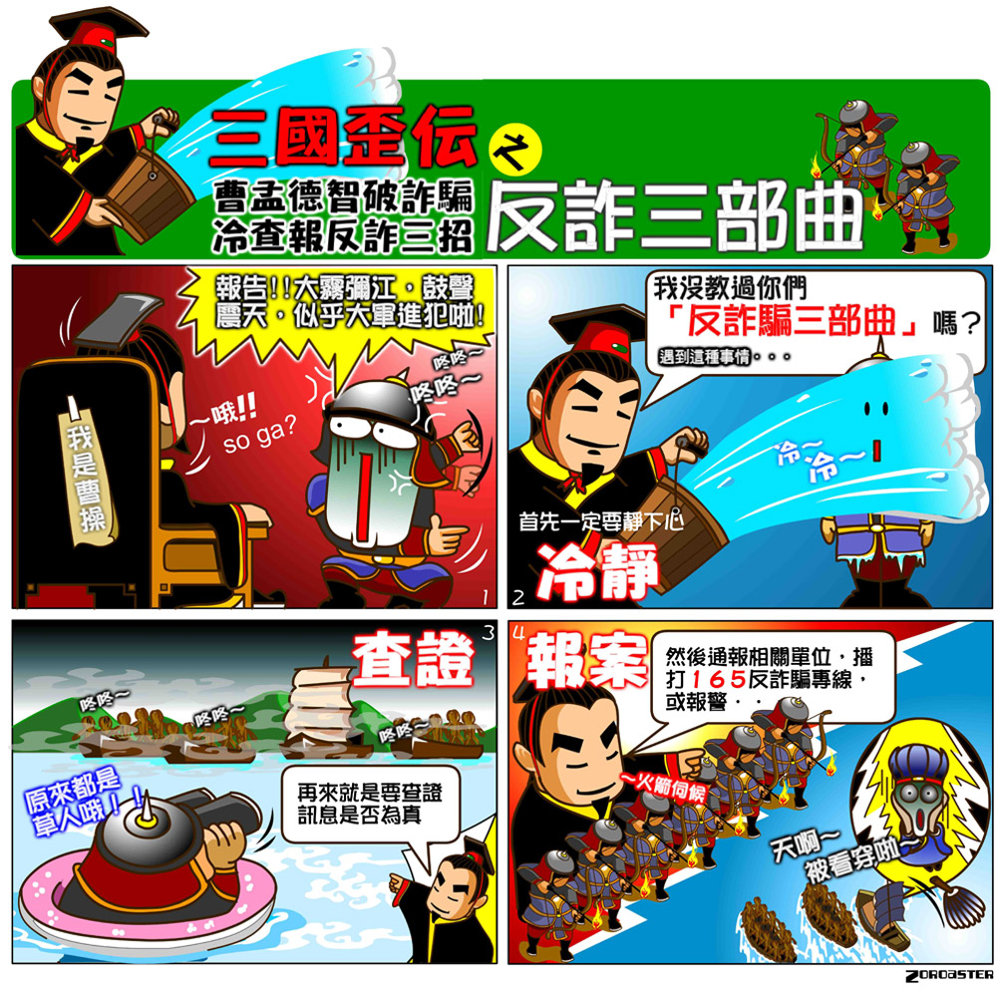 三國歪伝
之
曹孟德智破詐騙
冷查報反詐三招
反詐三部曲
報告!!大霧彌江，鼓聲
震天，似乎大軍進犯啦!
咚咚~
咚咚~
~哦!!
so ga?
我是曹操
1
我沒教過你們
「反詐騙三部曲」嗎?
遇到這種事情···
冷~
冷~
首先一定要靜下心
冷靜
2
查證
3
咚咚~
咚咚~
咚咚~
原來都是
草人哦!!
再來就是要查證
訊息是否為真
4
報案
然後通報相關單位，播
打165反詐騙專線，
或報警··
~火箭伺候
天啊~
被看穿啦~
ZOROASTER